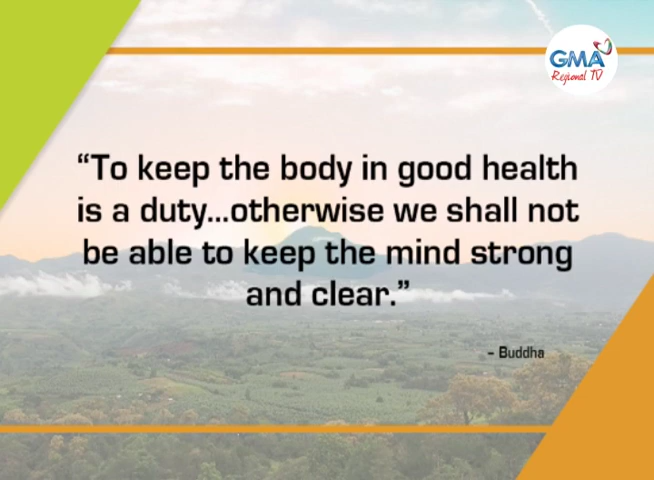 GMA
Regional TV
“To keep the body in good health
is a duty...otherwise we shall not
be able to keep the mind strong
and clear.”
– Buddha